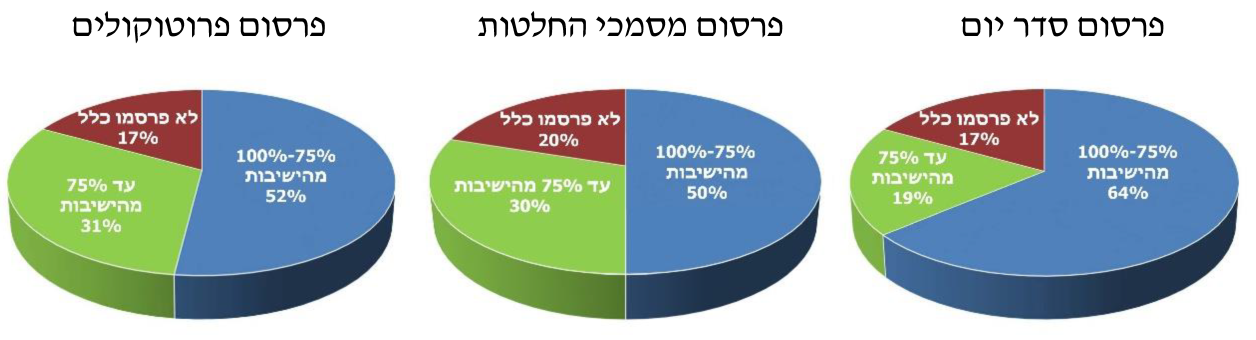 פרסום סדר יום
לא פרסמו כלל
17%
עד 75%
מהישיבות
19%
100%-75%
מהישיבות
64%
פרסום מסמכי החלטות
לא פרסמו כלל
20%
עד 75% מהישיבות
30%
100%-75%
מהישיבות
50%
פרסום פרוטוקולים
לא פרסמו כלל
17%
עד 75%
מהישיבות
31%
100%-75%
מהישיבות
52%